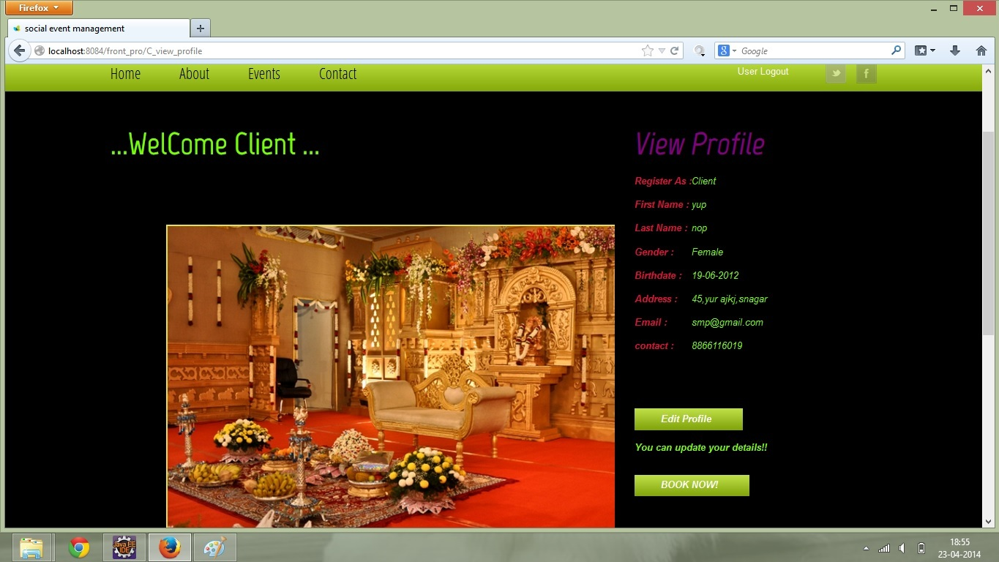 Firefox
social event management
localhost:8084/front_pro/C_view_profile
Google
Home About Events Contact
User Logout
...WelCome Client ...
View Profile
Register As :Client
First Name : yup
Last Name : nop
Gender : Female
Birthdate : 19-06-2012
Address : 45,yur ajkj,snagar
Email : smp@gmail.com
contact : 8866116019
Edit Profile
You can update your details!!
BOOK NOW!
Java EE
IDE
18:55
23-04-2014